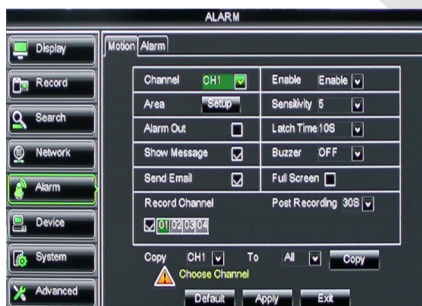 ALARM
Display
Record
Search
Network
Alarm
Device
System
Advanced
Motion Alarm
Channel CH1 Enable Enable
Area Setup Sensitivity 5
Alarm Out Latch Time 10S
Show Message Buzzer OFF
Send Email Full Screen
Record Channel Post Recording 30S
01 02 03 04
Copy CH1 To All Copy
Choose Channel
Default Apply Exit